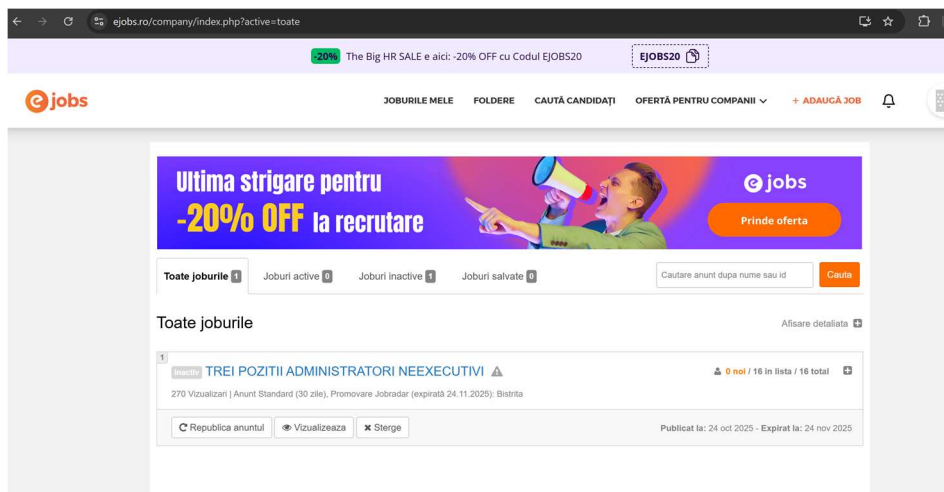 ejobs.ro/company/index.php?active=toate
-20% The Big HR SALE e aici: -20% OFF cu Codul EJOBS20 EJOBS20
ejobs JOBURILE MELE FOLDERE CAUTĂ CANDIDAȚI OFERTĂ PENTRU COMPANII + ADAUGĂ JOB
Ultima strigare pentru
-20% OFF la recrutare
ejobs
Prinde oferta
Toate joburile 1 Joburi active 0 Joburi inactive 1 Joburi salvate 0 Cautare anunt dupa nume sau id Cauta
Toate joburile Afisare detaliata
1
Inactiv TREI POZITII ADMINISTRATORI NEEXECUTIVI 0 noi / 16 in lista / 16 total
270 Vizualizari | Anunt Standard (30 zile), Promovare Jobradar (expirată 24.11.2025): Bistrita
Republica anuntul Vizualizeaza Sterge Publicat la: 24 oct 2025 - Expirat la: 24 nov 2025